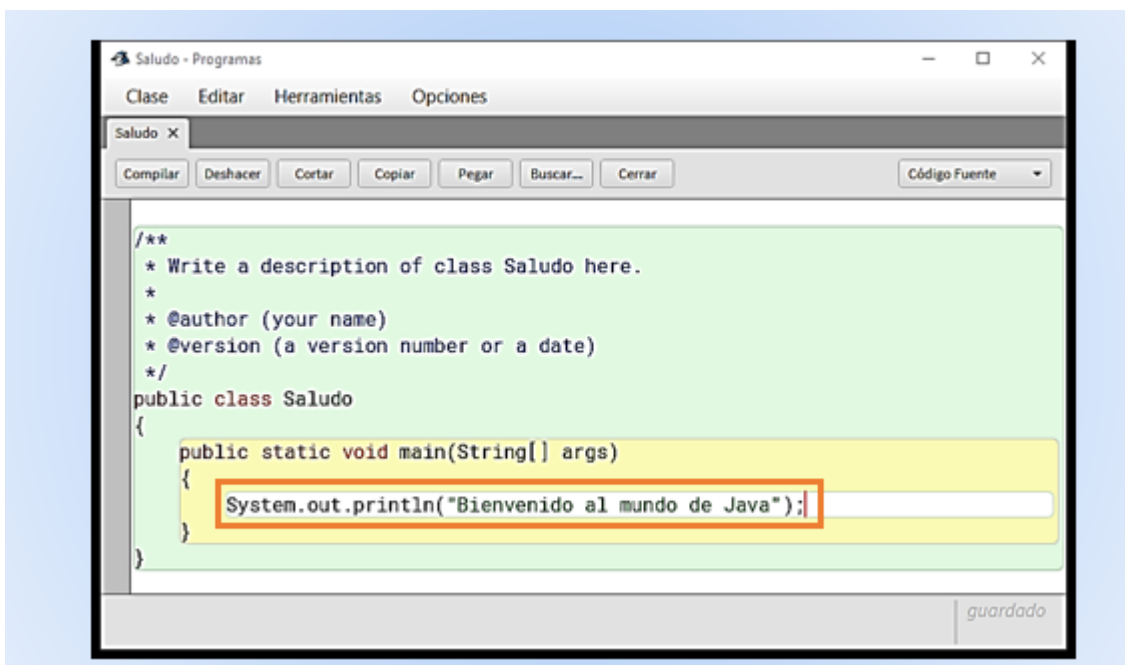 Saludo - Programas
Clase Editar Herramientas Opciones
Saludo X
Compilar Deshacer Cortar Copiar Pegar Buscar... Cerrar Código Fuente
/**
* Write a description of class Saludo here.
*
* @author (your name)
* @version (a version number or a date)
*/
public class Saludo
{
public static void main(String[] args)
{
System.out.println("Bienvenido al mundo de Java");
}
}
guardado